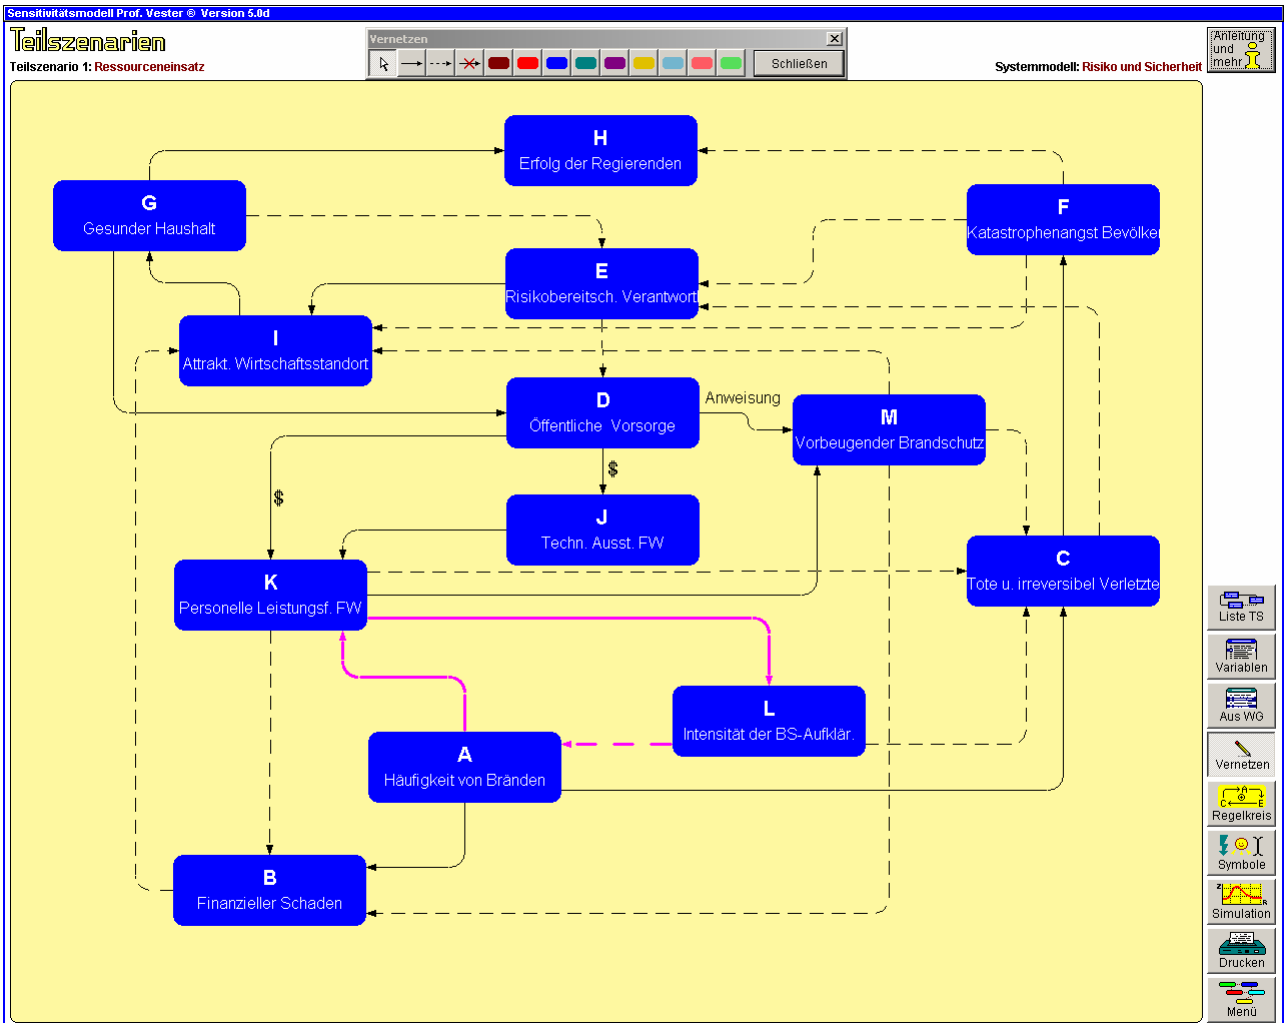 Sensitivitätsmodell Prof. Vester ® Version 5.0d
Teilszenarien
Teilszenario 1: Ressourceneinsatz
Vernetzen
Schließen
Systemmodell: Risiko und Sicherheit
Anleitung
und
mehr
H
Erfolg der Regierenden
G
Gesunder Haushalt
F
Katastrophenangst Bevölker
E
Risikobereitsch. Verantwortl
I
Attrakt. Wirtschaftsstandort
D
Öffentliche Vorsorge
Anweisung
M
Vorbeugender Brandschutz
$
$
J
Techn. Ausst. FW
K
Personelle Leistungsf. FW
C
Tote u. irreversibel Verletzte
L
Intensität der BS-Aufklär.
A
Häufigkeit von Bränden
B
Finanzieller Schaden
Liste TS
Variablen
Aus WG
Vernetzen
Regelkreis
Symbole
Simulation
Drucken
Menü